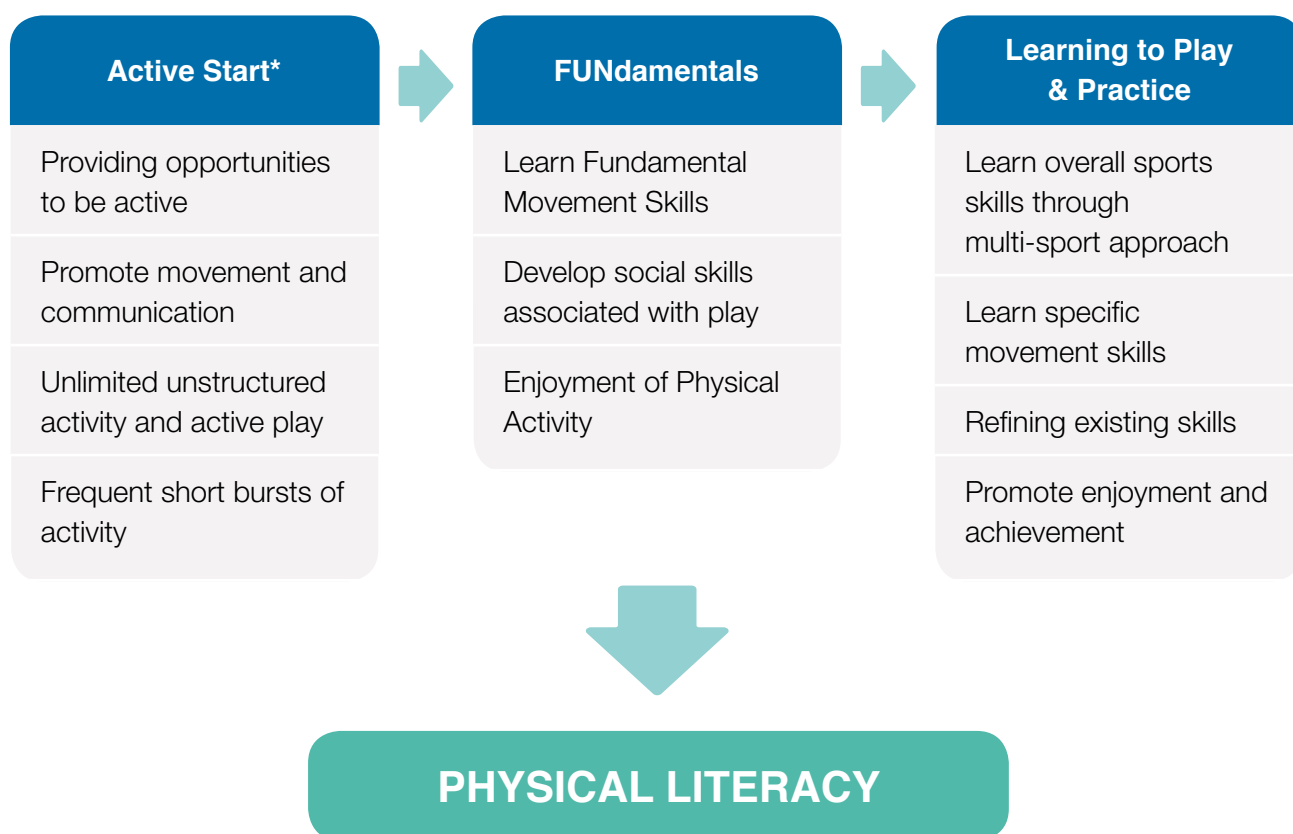 Active Start*
Providing opportunities
to be active
Promote movement and
communication
Unlimited unstructured
activity and active play
Frequent short bursts of
activity
FUNdamentals
Learn Fundamental
Movement Skills
Develop social skills
associated with play
Enjoyment of Physical
Activity
Learning to Play
& Practice
Learn overall sports
skills through
multi-sport approach
Learn specific
movement skills
Refining existing skills
Promote enjoyment and
achievement
PHYSICAL LITERACY